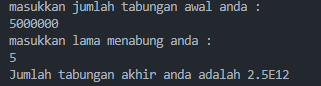 masukkan jumlah tabungan awal anda :
5000000
masukkan lama menabung anda :
5
Jumlah tabungan akhir anda adalah 2.5E12